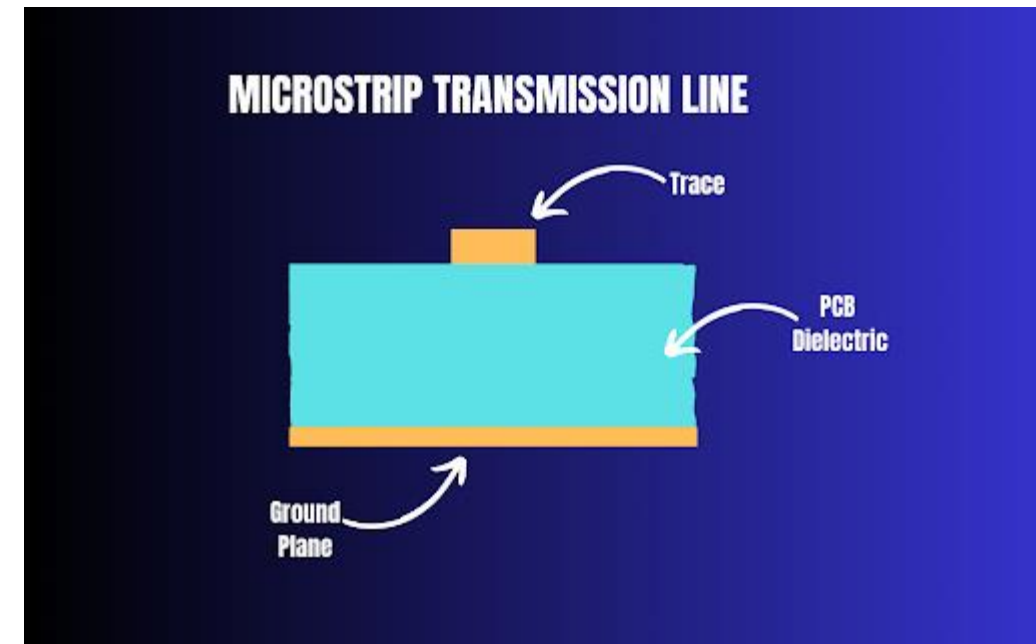 MICROSTRIP TRANSMISSION LINE
Trace
PCB
Dielectric
Ground
Plane